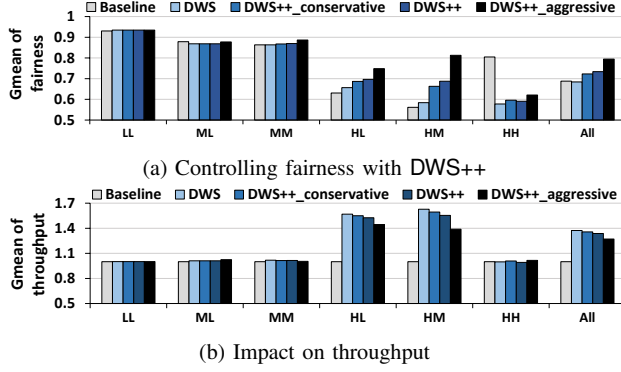 Baseline DWS DWS++_conservative DWS++ DWS++_aggressive
Gmean of fairness
1
0.9
0.8
0.7
0.6
0.5
LL ML MM HL HM HH All
(a) Controlling fairness with DWS++
Baseline DWS DWS++_conservative DWS++ DWS++_aggressive
Gmean of throughput
1.7
1.4
1.1
0.8
0.5
LL ML MM HL HM HH All
(b) Impact on throughput